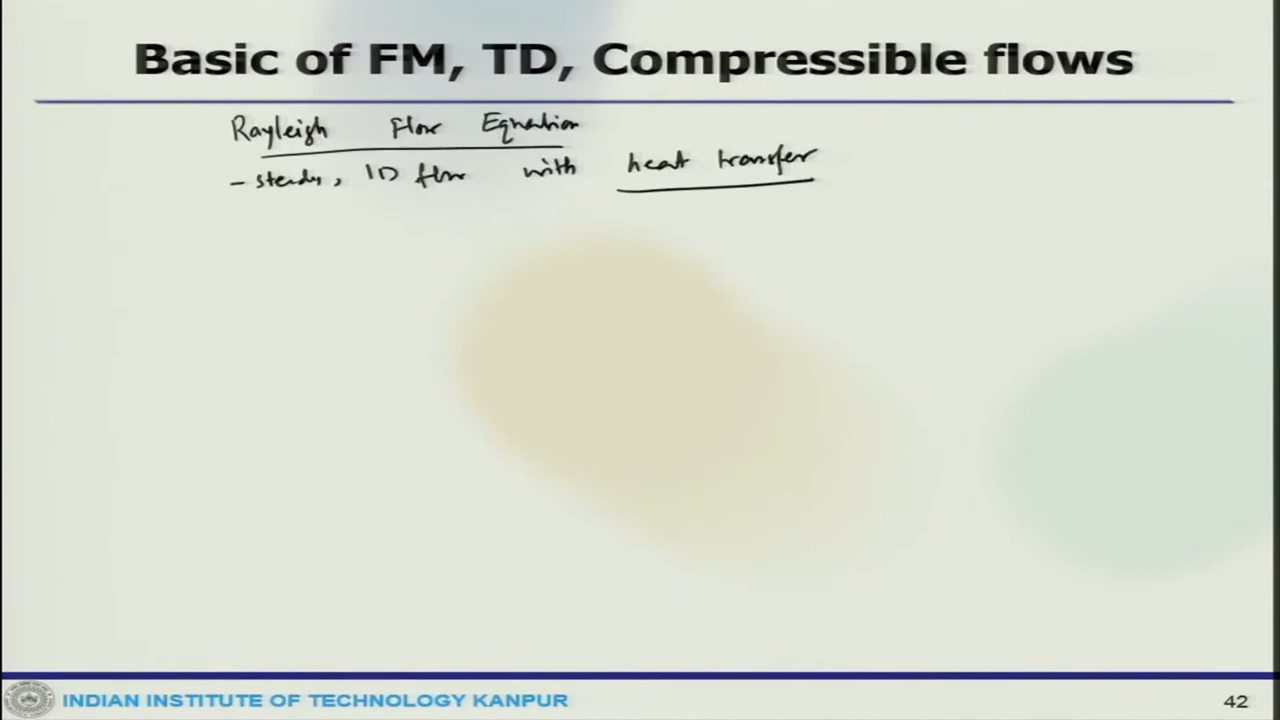 Basic of FM, TD, Compressible flows
Rayleigh Flow Equation
- steady, 1D flow with heat transfer
INDIAN INSTITUTE OF TECHNOLOGY KANPUR
42